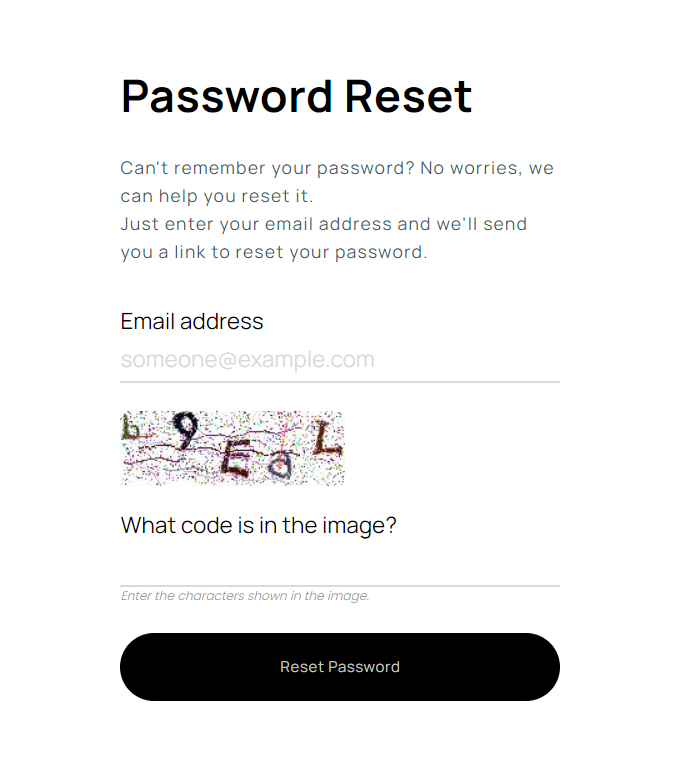 Password Reset
Can't remember your password? No worries, we
can help you reset it.
Just enter your email address and we'll send
you a link to reset your password.
Email address
someone@example.com
What code is in the image?
Enter the characters shown in the image.
Reset Password